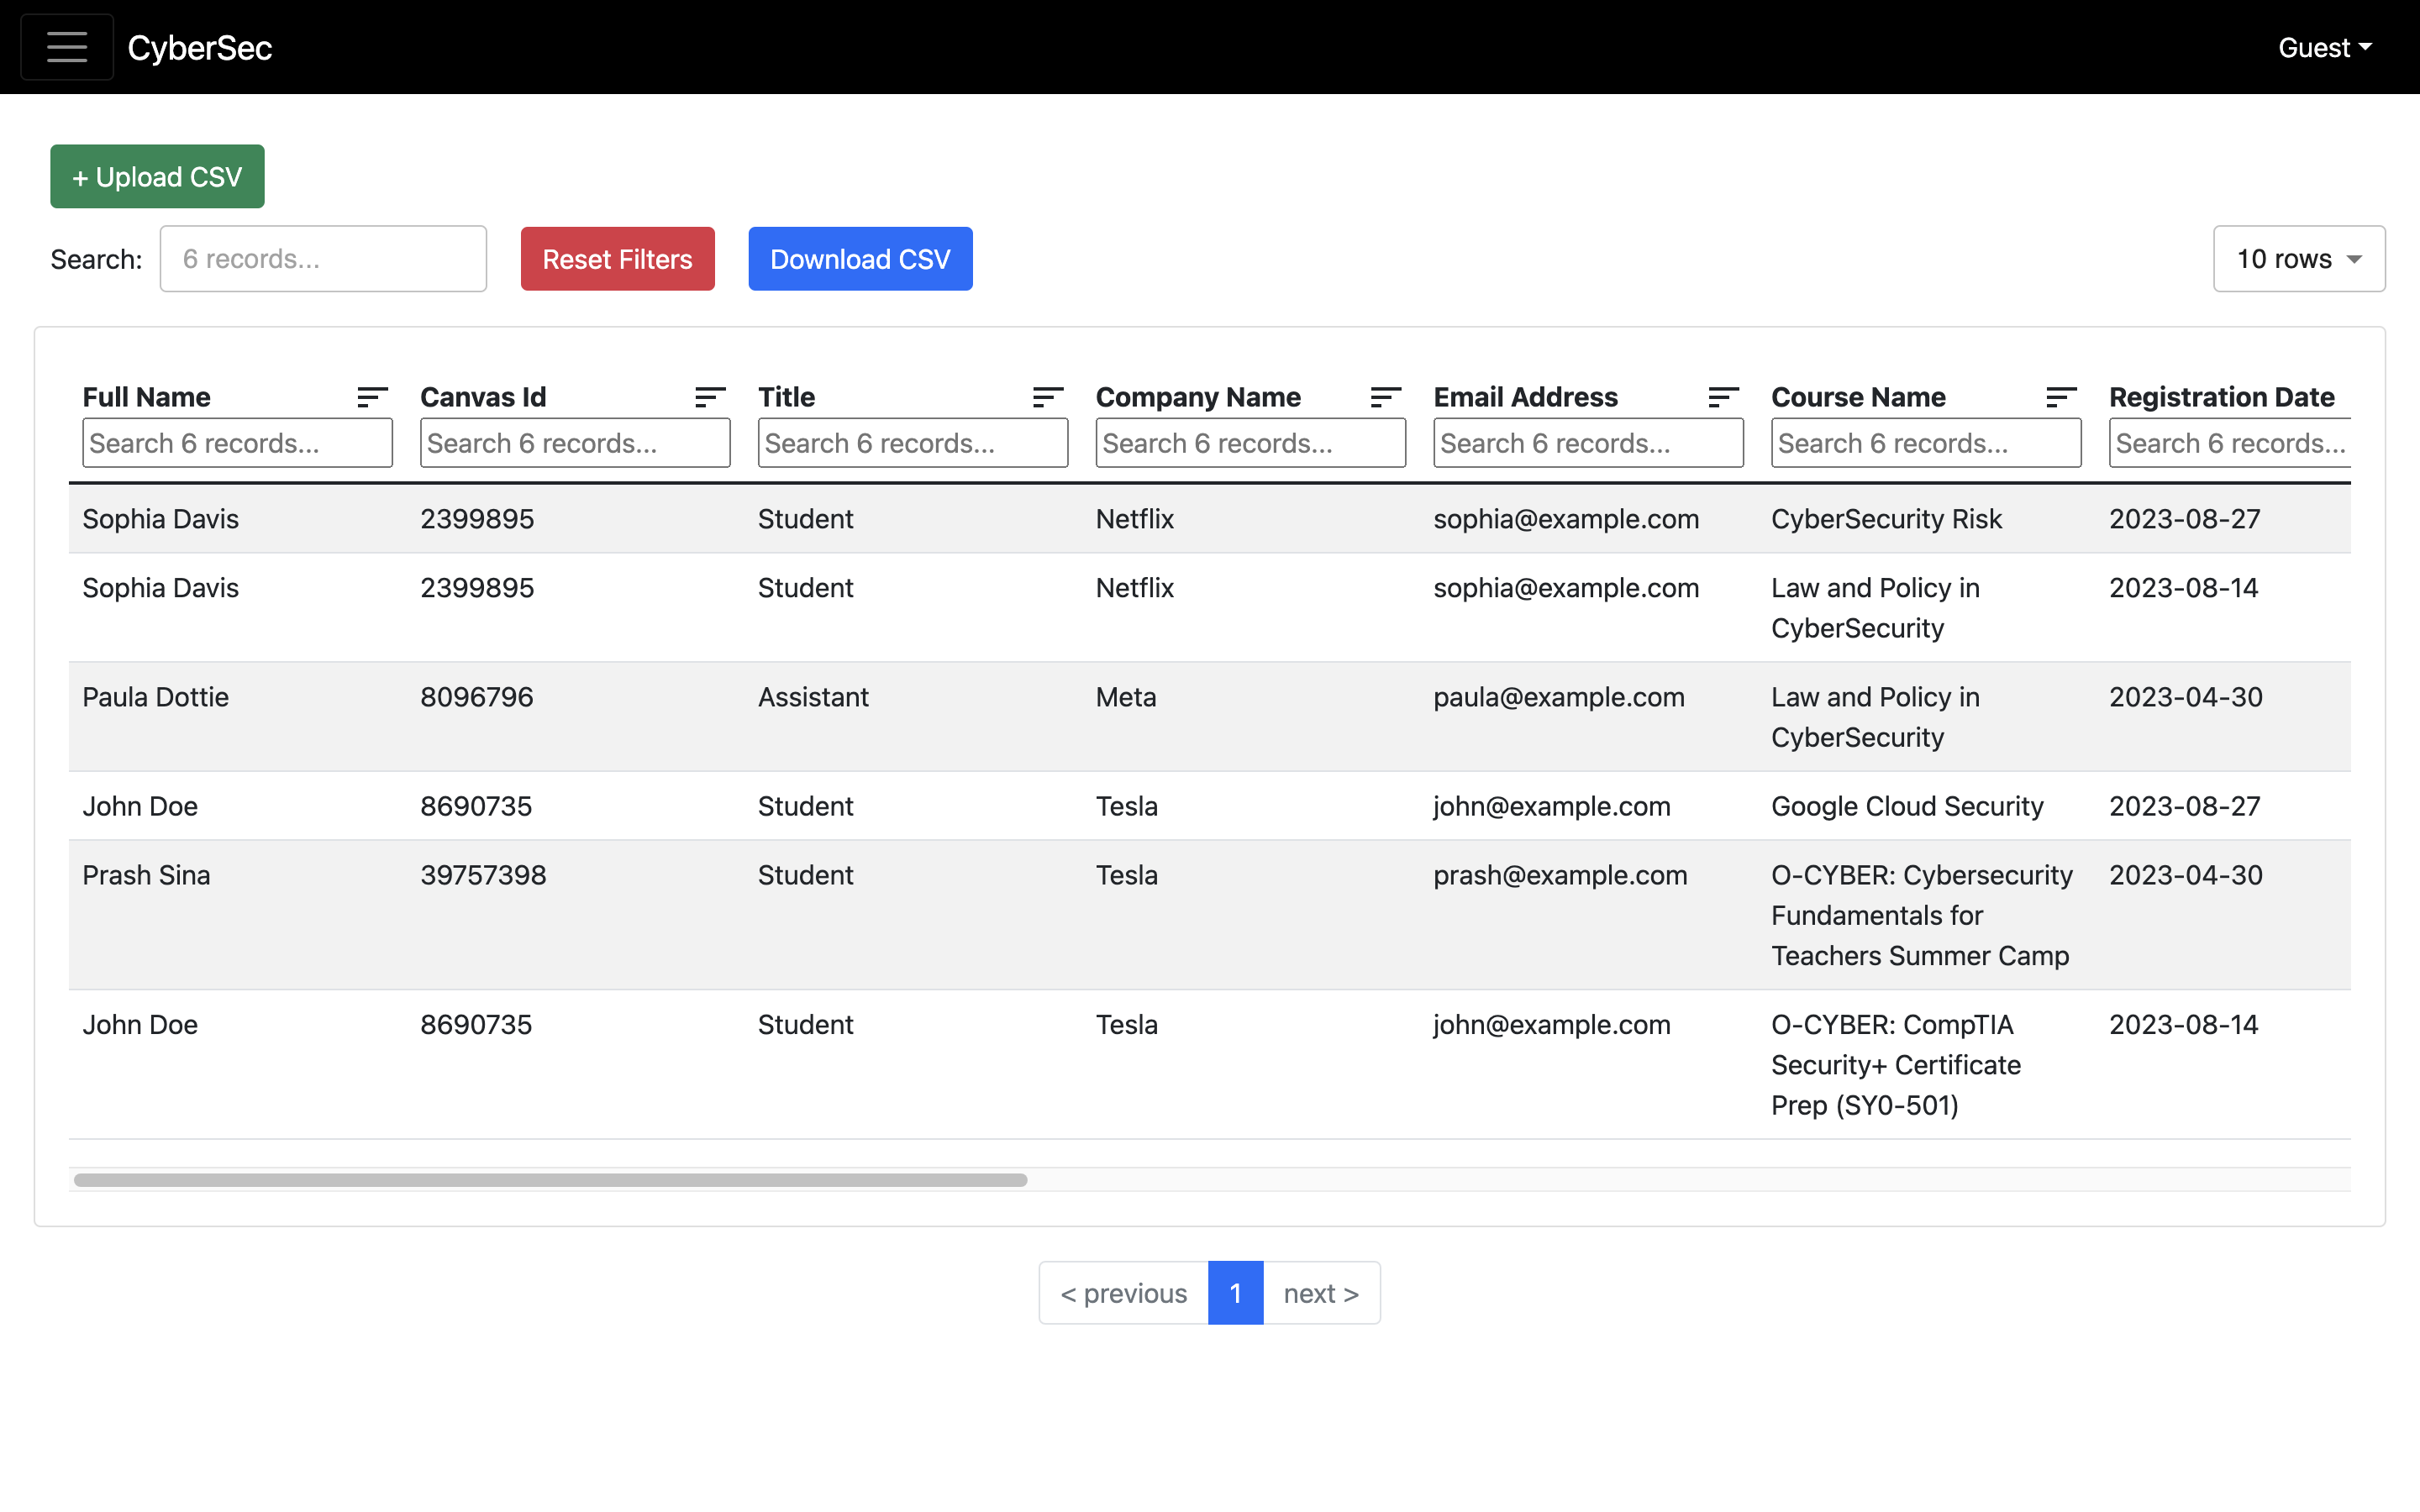 CyberSec
Guest
+ Upload CSV
Search: 6 records... Reset Filters Download CSV 10 rows
Full Name Canvas Id Title Company Name Email Address Course Name Registration Date
Search 6 records... Search 6 records... Search 6 records... Search 6 records... Search 6 records... Search 6 records... Search 6 records...
Sophia Davis 2399895 Student Netflix sophia@example.com CyberSecurity Risk 2023-08-27
Sophia Davis 2399895 Student Netflix sophia@example.com Law and Policy in 2023-08-14
CyberSecurity
Paula Dottie 8096796 Assistant Meta paula@example.com Law and Policy in 2023-04-30
CyberSecurity
John Doe 8690735 Student Tesla john@example.com Google Cloud Security 2023-08-27
Prash Sina 39757398 Student Tesla prash@example.com O-CYBER: Cybersecurity 2023-04-30
Fundamentals for
Teachers Summer Camp
John Doe 8690735 Student Tesla john@example.com O-CYBER: CompTIA 2023-08-14
Security+ Certificate
Prep (SY0-501)
< previous 1 next >